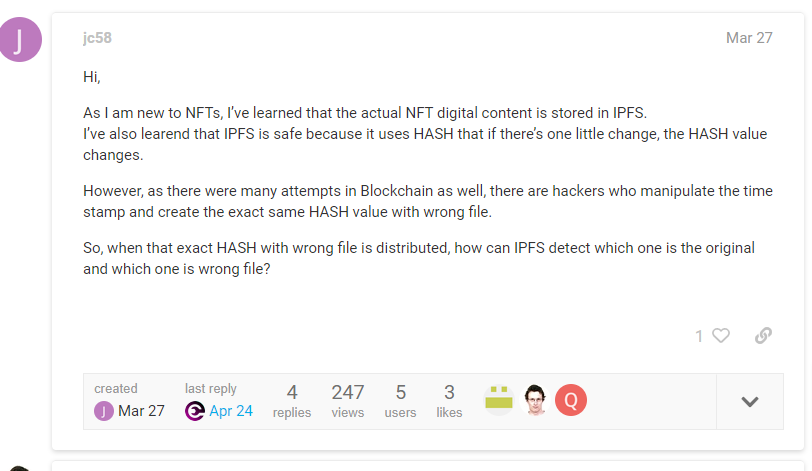 J
jc58 Mar 27
Hi,
As I am new to NFTs, I've learned that the actual NFT digital content is stored in IPFS.
I've also learend that IPFS is safe because it uses HASH that if there's one little change, the HASH value
changes.
However, as there were many attempts in Blockchain as well, there are hackers who manipulate the time
stamp and create the exact same HASH value with wrong file.
So, when that exact HASH with wrong file is distributed, how can IPFS detect which one is the original
and which one is wrong file?
1
created last reply 4 247 5 3
J Mar 27 Apr 24 replies views users likes
Q